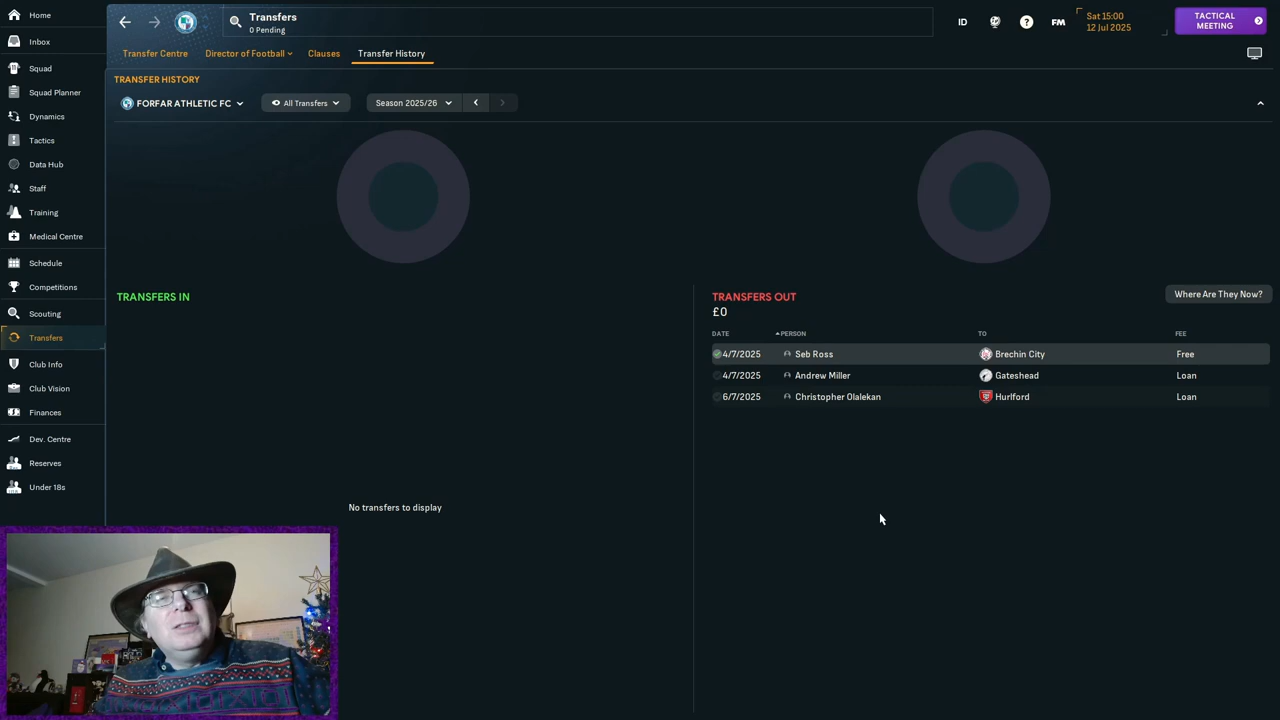 Home
Inbox
Squad
Squad Planner
Dynamics
Tactics
Data Hub
Staff
Training
Medical Centre
Schedule
Competitions
Scouting
Transfers
Club Info
Club Vision
Finances
Dev. Centre
Reserves
Under 18s
Transfers
0 Pending
ID
FM
Sat 15:00
12 Jul 2025
TACTICAL
MEETING
Transfer Centre
Director of Football
Clauses
Transfer History
TRANSFER HISTORY
FORFAR ATHLETIC FC
All Transfers
Season 2025/26
TRANSFERS IN
No transfers to display
TRANSFERS OUT
£0
Where Are They Now?
DATE PERSON TO FEE
4/7/2025 Seb Ross Brechin City Free
4/7/2025 Andrew Miller Gateshead Loan
6/7/2025 Christopher Olalekan Hurlford Loan